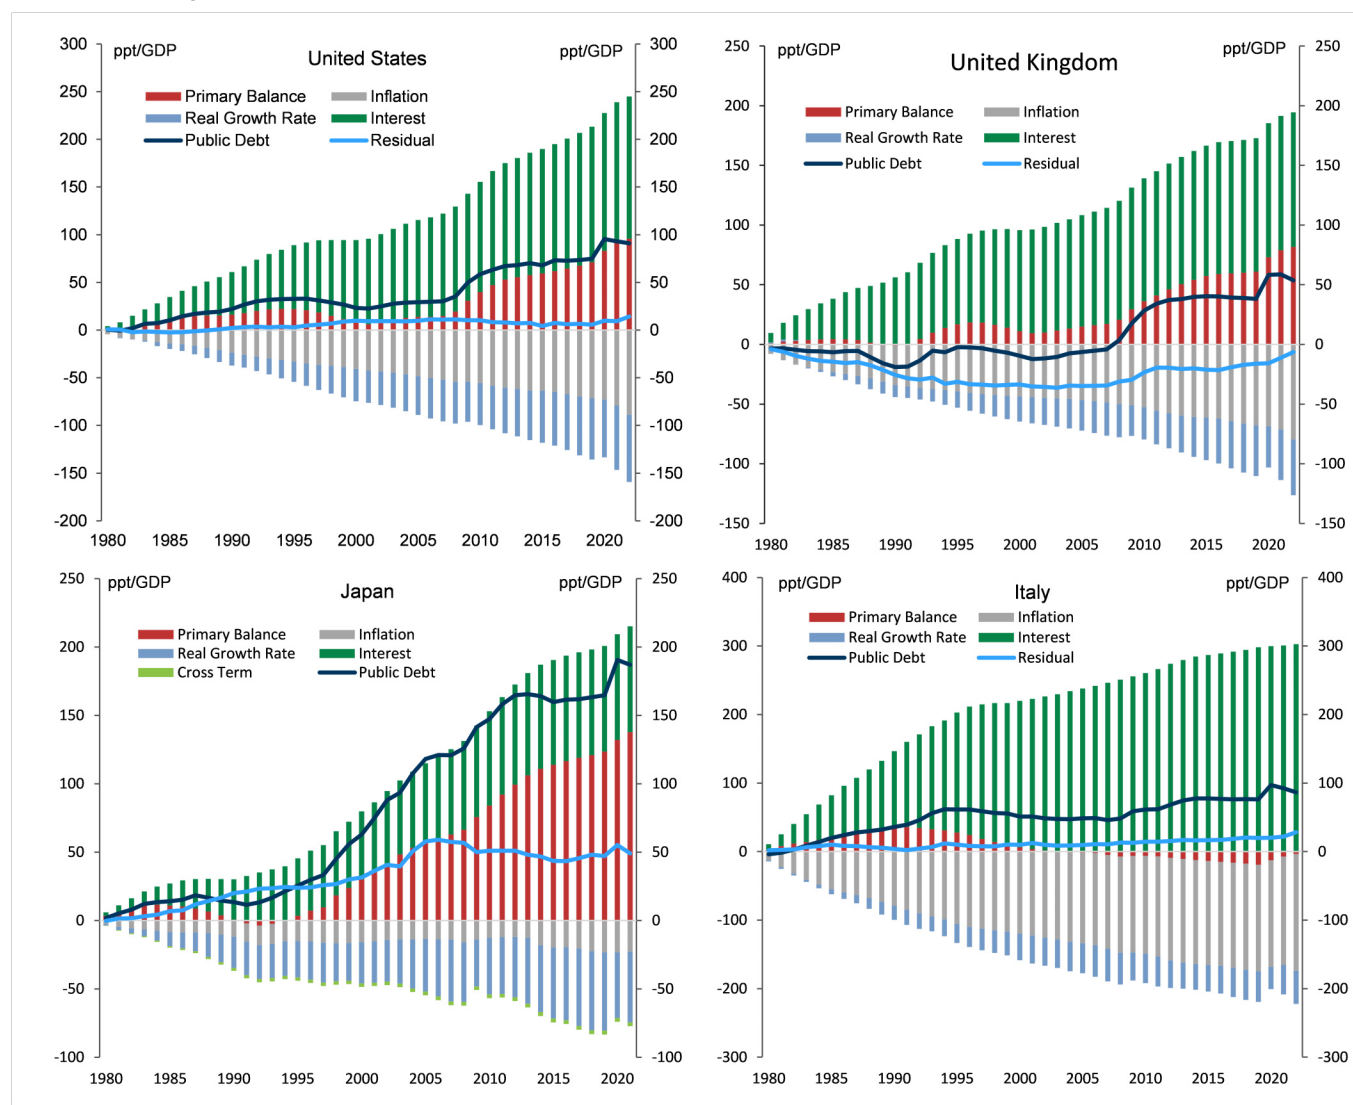 300 ppt/GDP United States ppt/GDP 300
250 Primary Balance Inflation 250
200 Real Growth Rate Interest 200
Public Debt Residual
150 150
100 100
50 50
0 0
-50 -50
-100 -100
-150 -150
-200 -200
1980 1985 1990 1995 2000 2005 2010 2015 2020
250 ppt/GDP United Kingdom ppt/GDP 250
200 Primary Balance Inflation 200
Real Growth Rate Interest
150 Public Debt Residual 150
100 100
50 50
0 0
-50 -50
-100 -100
-150 -150
1980 1985 1990 1995 2000 2005 2010 2015 2020
250 ppt/GDP Japan ppt/GDP 250
Primary Balance Inflation
200 Real Growth Rate Interest 200
Cross Term Public Debt
150 150
100 100
50 50
0 0
-50 -50
-100 -100
1980 1985 1990 1995 2000 2005 2010 2015 2020
400 ppt/GDP Italy ppt/GDP 400
Primary Balance Inflation
300 Real Growth Rate Interest 300
Public Debt Residual
200 200
100 100
0 0
-100 -100
-200 -200
-300 -300
1980 1985 1990 1995 2000 2005 2010 2015 2020